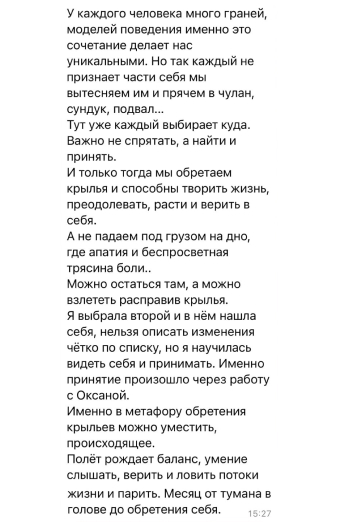 У каждого человека много граней,
моделей поведения именно это
сочетание делает нас
уникальными. Но так каждый не
признает части себя мы
вытесняем им и прячем в чулан,
сундук, подвал...
Тут уже каждый выбирает куда.
Важно не спрятать, а найти и
принять.
И только тогда мы обретаем
крылья и способны творить жизнь,
преодолевать, расти и верить в
себя.
А не падаем под грузом на дно,
где апатия и беспросветная
трясина боли..
Можно остаться там, а можно
взлететь расправив крылья.
Я выбрала второй и в нём нашла
себя, нельзя описать изменения
чётко по списку, но я научилась
видеть себя и принимать. Именно
принятие произошло через работу
с Оксаной.
Именно в метафору обретения
крыльев можно уместить,
происходящее.
Полёт рождает баланс, умение
слышать, верить и ловить потоки
жизни и парить. Месяц от тумана в
голове до обретения себя.
15:27